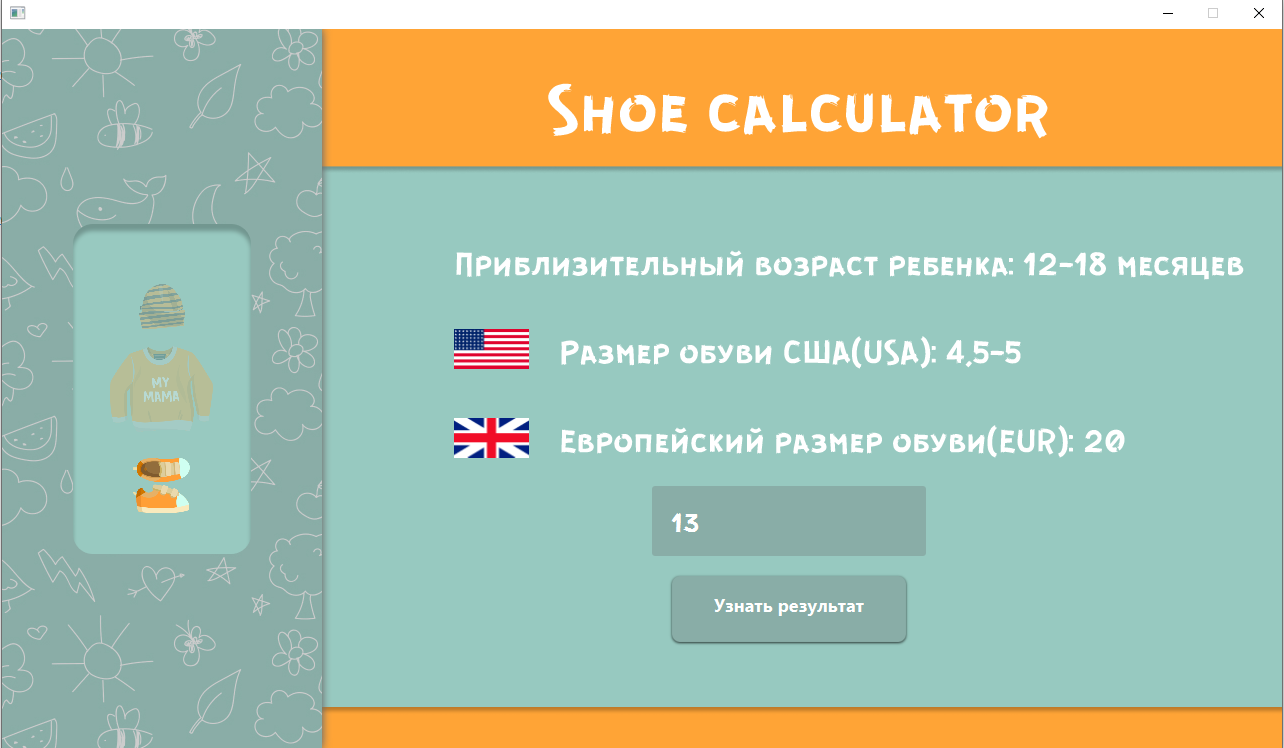 Shoe calculator
Приблизительный возраст ребенка: 12-18 месяцев
Размер обуви США(USA): 4,5-5
MY
MAMA
Европейский размер обуви(EUR): 20
13
Узнать результат